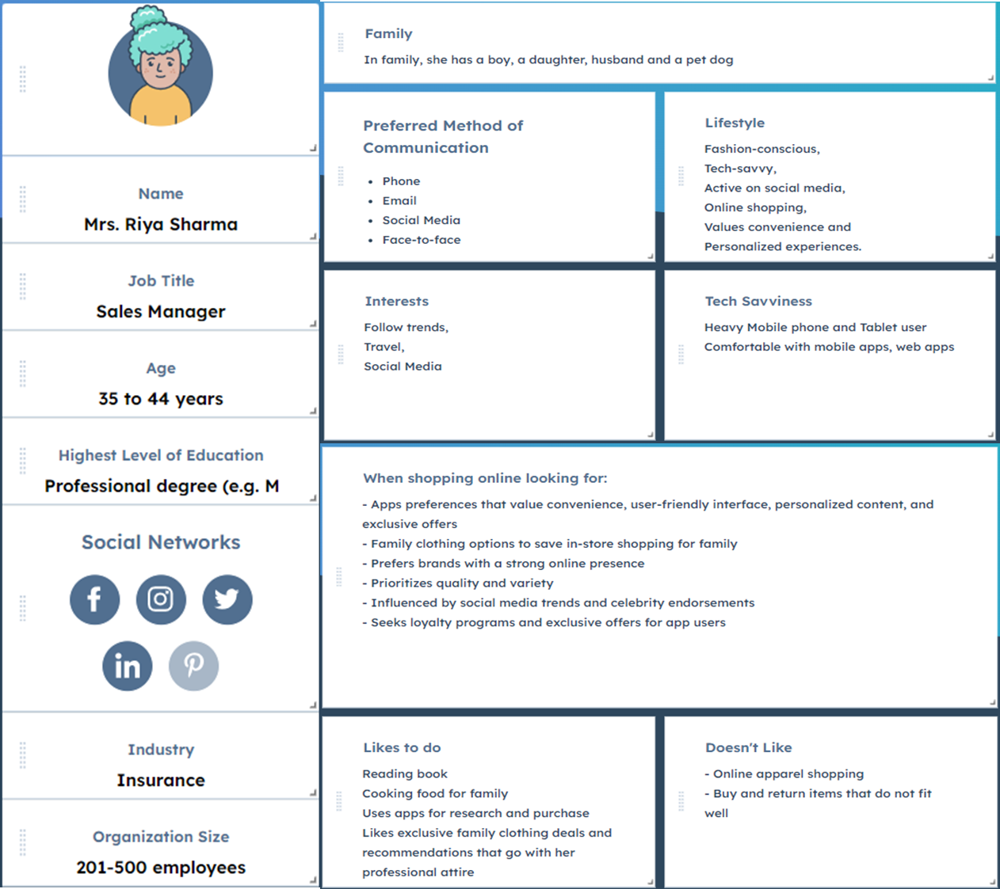 Name
Mrs. Riya Sharma
Job Title
Sales Manager
Age
35 to 44 years
Highest Level of Education
Professional degree (e.g. M
Social Networks
f
in
Industry
Insurance
Organization Size
201-500 employees
Family
In family, she has a boy, a daughter, husband and a pet dog
Preferred Method of
Communication
• Phone
• Email
• Social Media
• Face-to-face
Lifestyle
Fashion-conscious,
Tech-savvy,
Active on social media,
Online shopping,
Values convenience and
Personalized experiences.
Interests
Follow trends,
Travel,
Social Media
Tech Savviness
Heavy Mobile phone and Tablet user
Comfortable with mobile apps, web apps
When shopping online looking for:
- Apps preferences that value convenience, user-friendly interface, personalized content, and
exclusive offers
- Family clothing options to save in-store shopping for family
- Prefers brands with a strong online presence
- Prioritizes quality and variety
- Influenced by social media trends and celebrity endorsements
- Seeks loyalty programs and exclusive offers for app users
Likes to do
Reading book
Cooking food for family
Uses apps for research and purchase
Likes exclusive family clothing deals and
recommendations that go with her
professional attire
Doesn't Like
- Online apparel shopping
- Buy and return items that do not fit
well